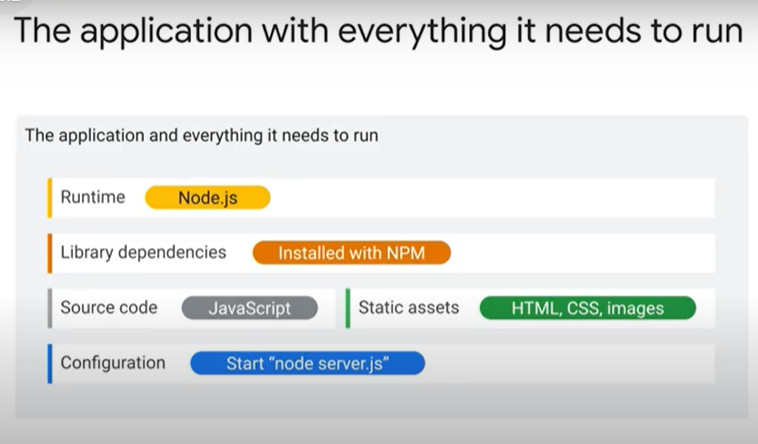 The application with everything it needs to run
The application and everything it needs to run
Runtime Node.js
Library dependencies Installed with NPM
Source code JavaScript Static assets HTML, CSS, images
Configuration Start “node server.js”